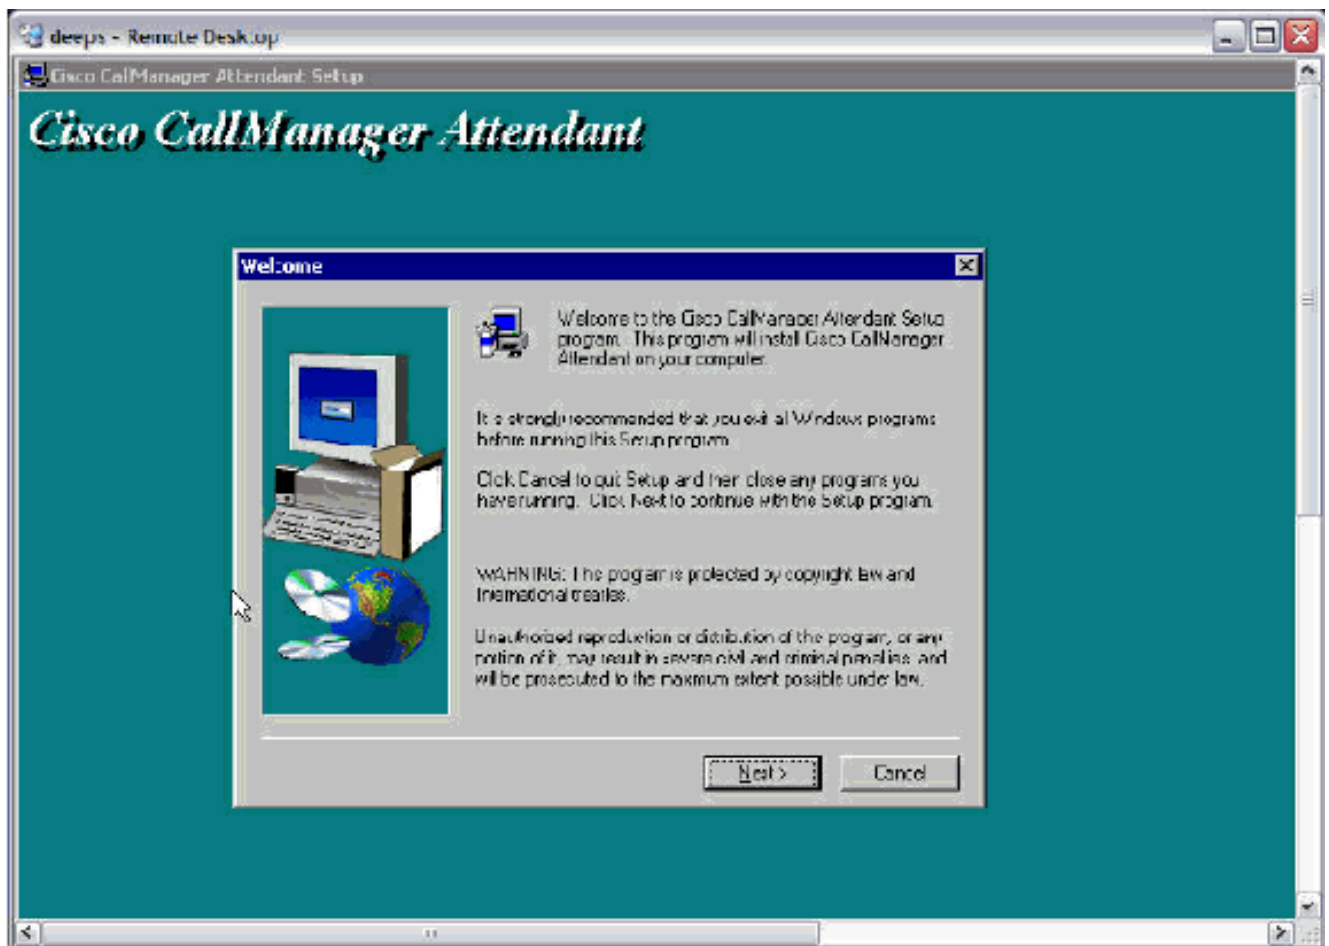 deeps - Remote Desktop
Cisco CallManager Attendant Setup
Cisco CallManager Attendant
Welcome
Welcome to the Cisco CallManager Attendant Setup
program. This program will install Cisco CallManager
Attendant on your computer.
It is strongly recommended that you exit all Windows programs
before running this Setup program.
Click Cancel to quit Setup and then close any programs you
have running. Click Next to continue with the Setup program.
WARNING: This program is protected by copyright law and
international treaties.
Unauthorized reproduction or distribution of this program, or any
portion of it, may result in severe civil and criminal penalties, and
will be prosecuted to the maximum extent possible under law.
Next >
Cancel